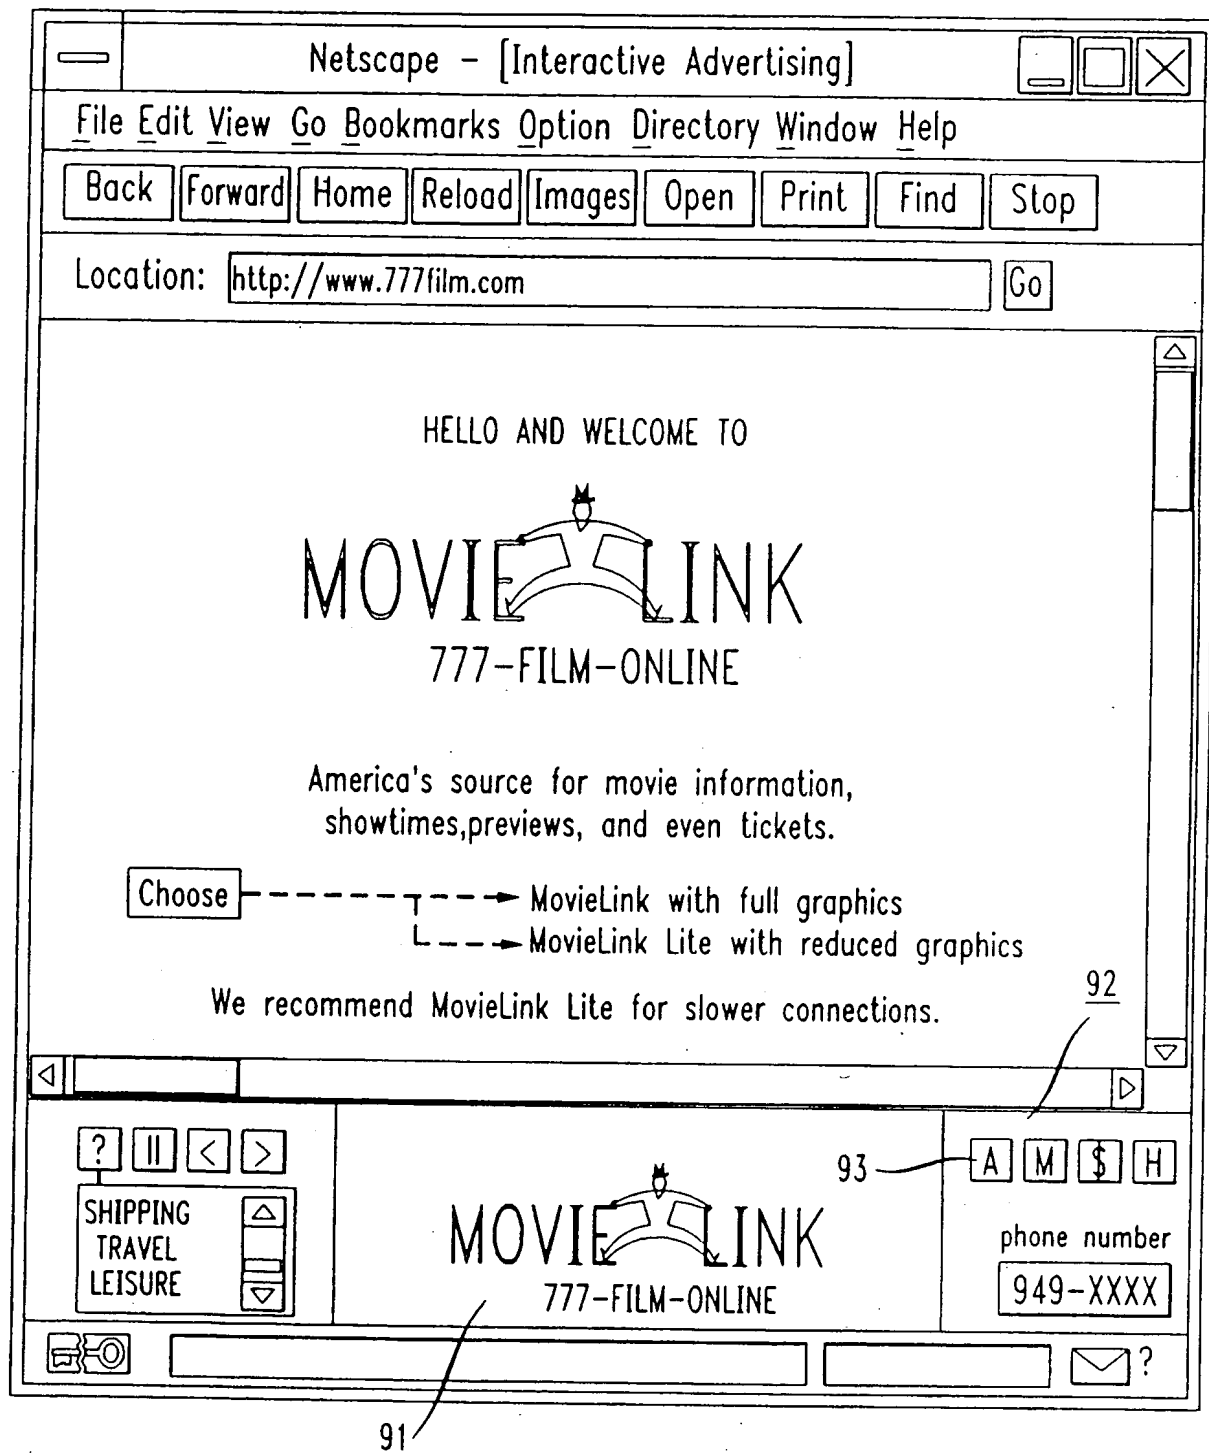 Netscape - [Interactive Advertising]
File Edit View Go Bookmarks Option Directory Window Help
Back Forward Home Reload Images Open Print Find Stop
Location: http://www.777film.com Go
HELLO AND WELCOME TO
MOVIELINK
777-FILM-ONLINE
America's source for movie information,
showtimes,previews, and even tickets.
Choose MovieLink with full graphics
MovieLink Lite with reduced graphics
We recommend MovieLink Lite for slower connections.
92
? || < >
93 A M $ H
SHIPPING
TRAVEL
LEISURE
MOVIELINK
777-FILM-ONLINE
phone number
949-XXXX
?
91